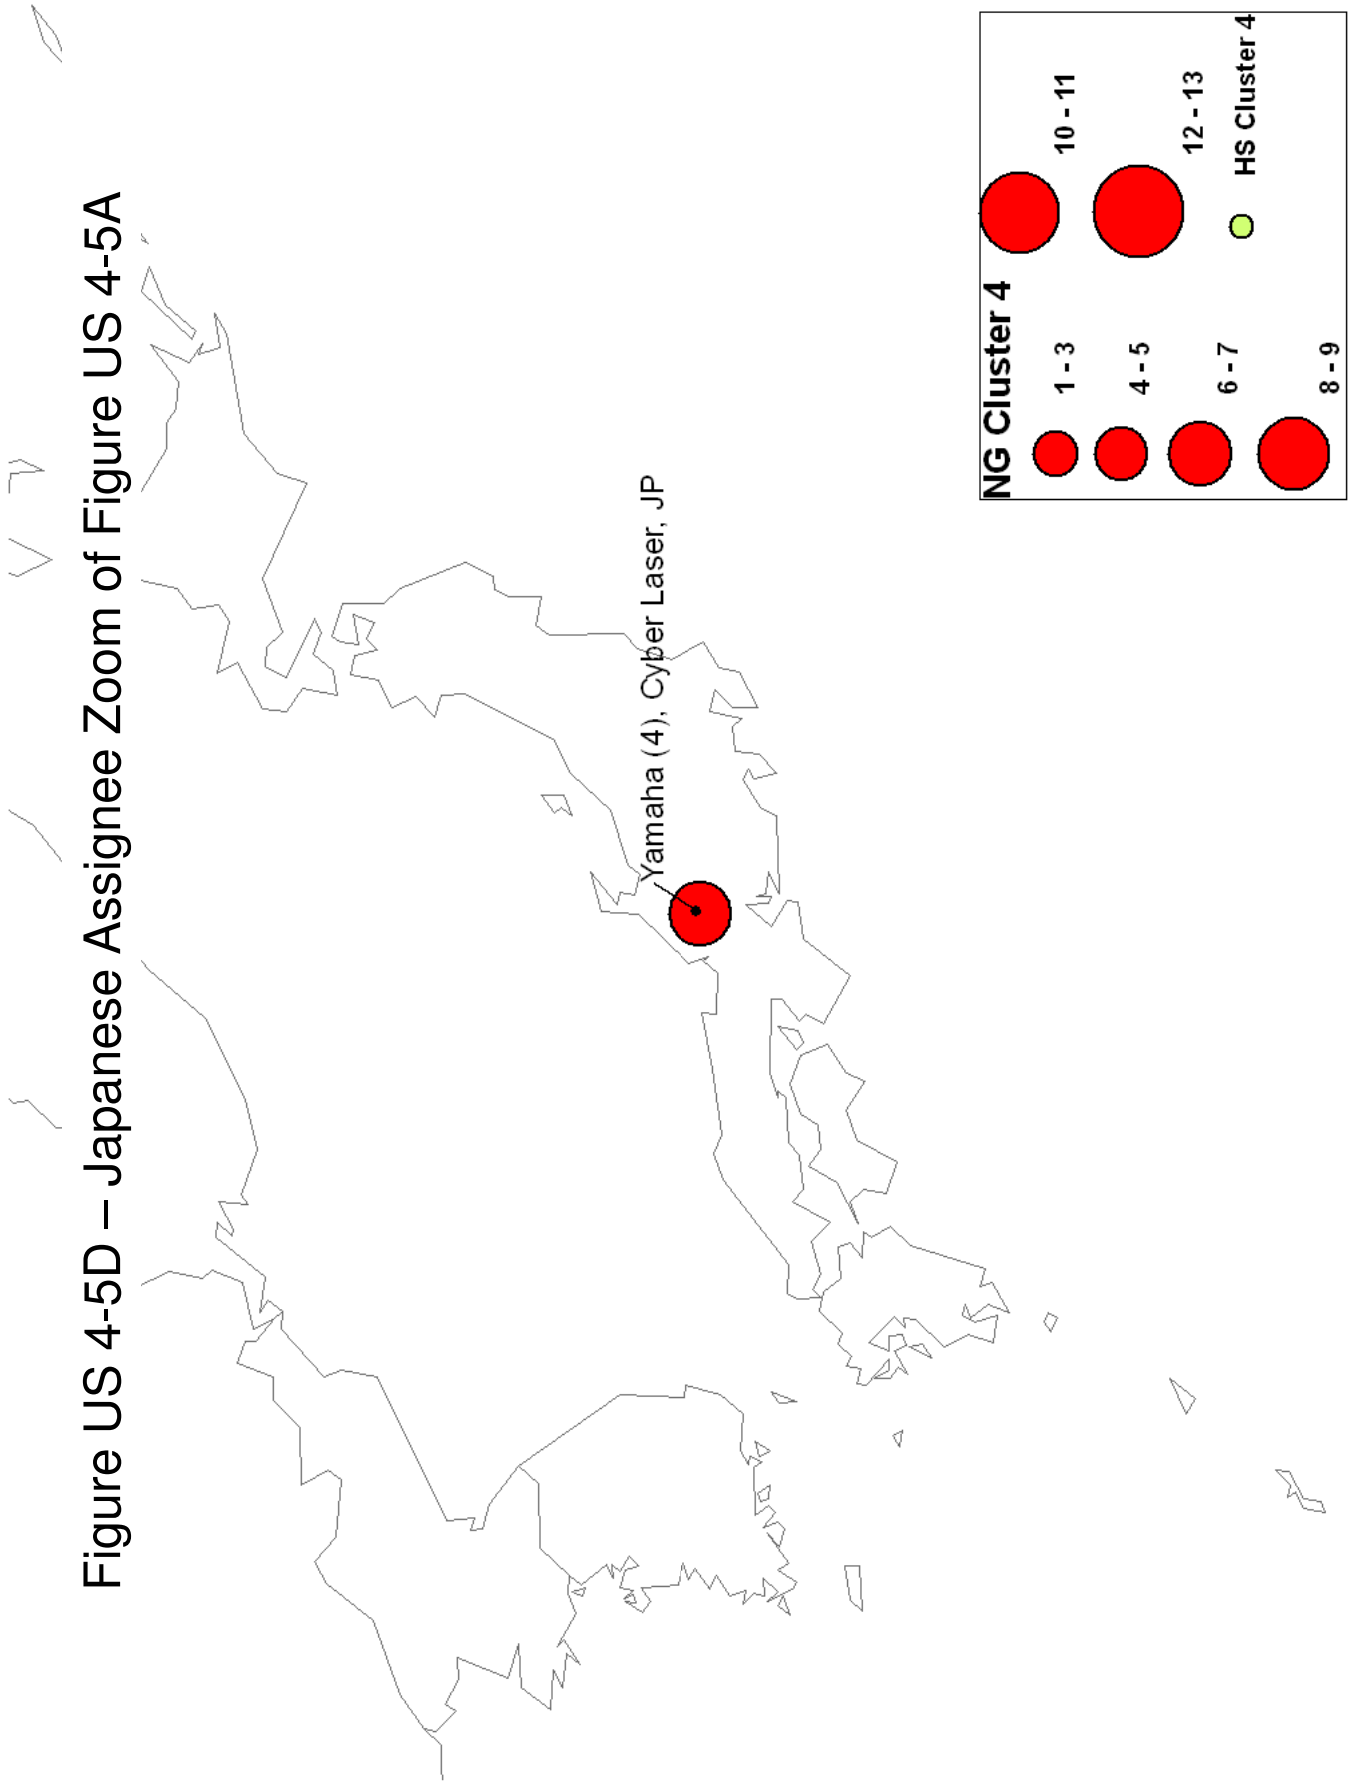 Figure US 4-5D – Japanese Assignee Zoom of Figure US 4-5A
Yamaha (4), Cyber Laser, JP
NG Cluster 4
1 - 3
4 - 5
6 - 7
8 - 9
10 - 11
12 - 13
HS Cluster 4